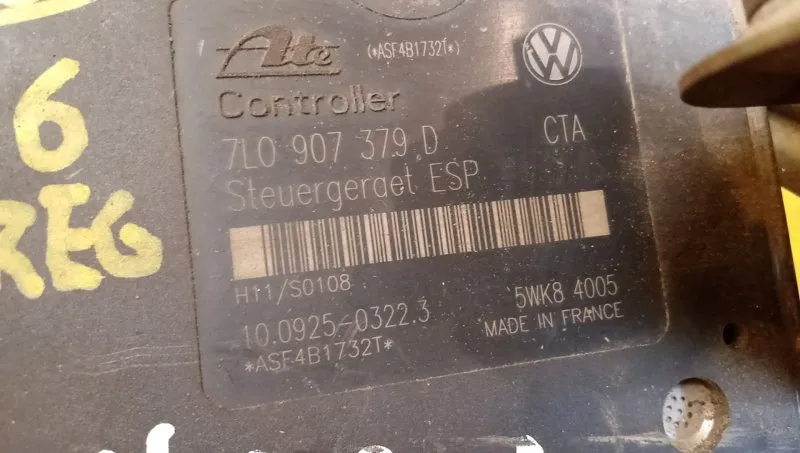 Ate (*ASF4B1732T*)
Controller
7L0 907 379 D CTA
Steuergeraet ESP
H11/S0108
10.0925-0322.3 5WK8 4005
*ASF4B1732T* MADE IN FRANCE
6
REG